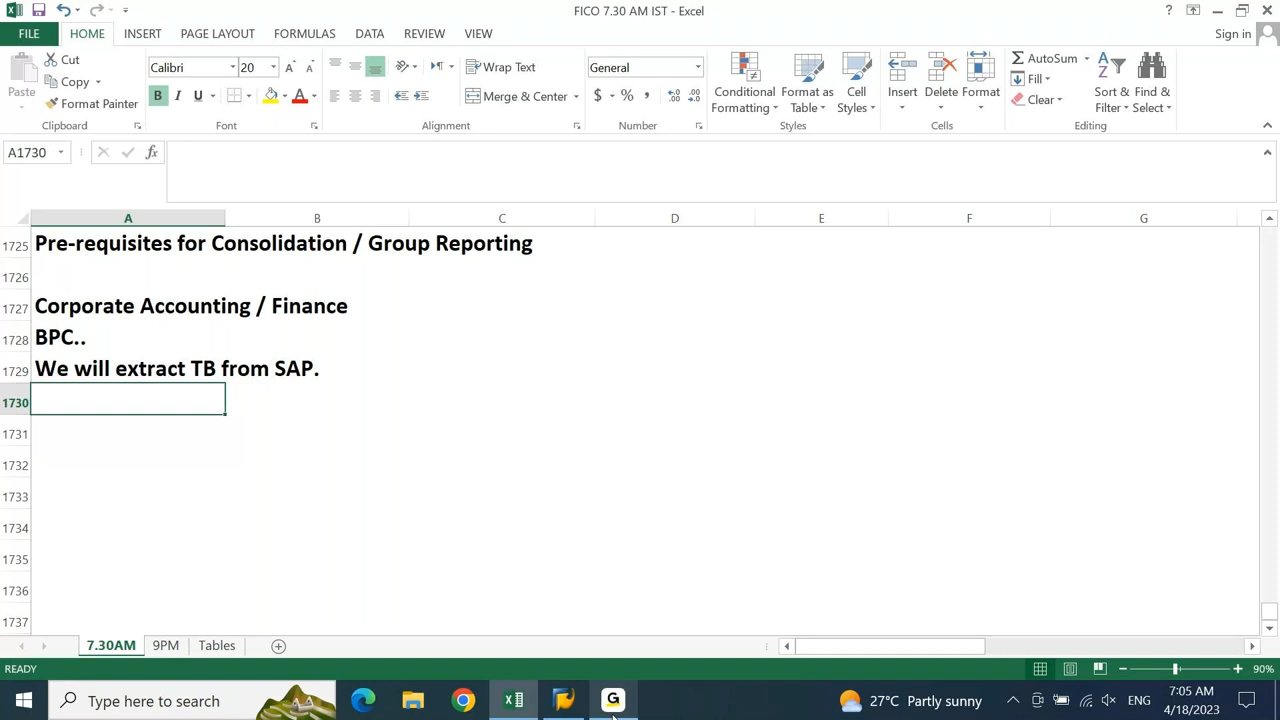 FICO 7.30 AM IST - Excel
FILE HOME INSERT PAGE LAYOUT FORMULAS DATA REVIEW VIEW Sign in
Paste Cut Copy Format Painter Clipboard
Calibri 20 B I U A Font
Wrap Text Merge & Center Alignment
General $ % , Number
Conditional Formatting Format as Table Cell Styles Styles
Insert Delete Format Cells
AutoSum Fill Clear Sort & Filter Find & Select Editing
A1730 fx
A B C D E F G
1725 Pre-requisites for Consolidation / Group Reporting
1726
1727 Corporate Accounting / Finance
1728 BPC..
1729 We will extract TB from SAP.
1730
1731
1732
1733
1734
1735
1736
1737
7.30AM 9PM Tables
READY 90%
Type here to search 27°C Partly sunny ENG 7:05 AM
4/18/2023